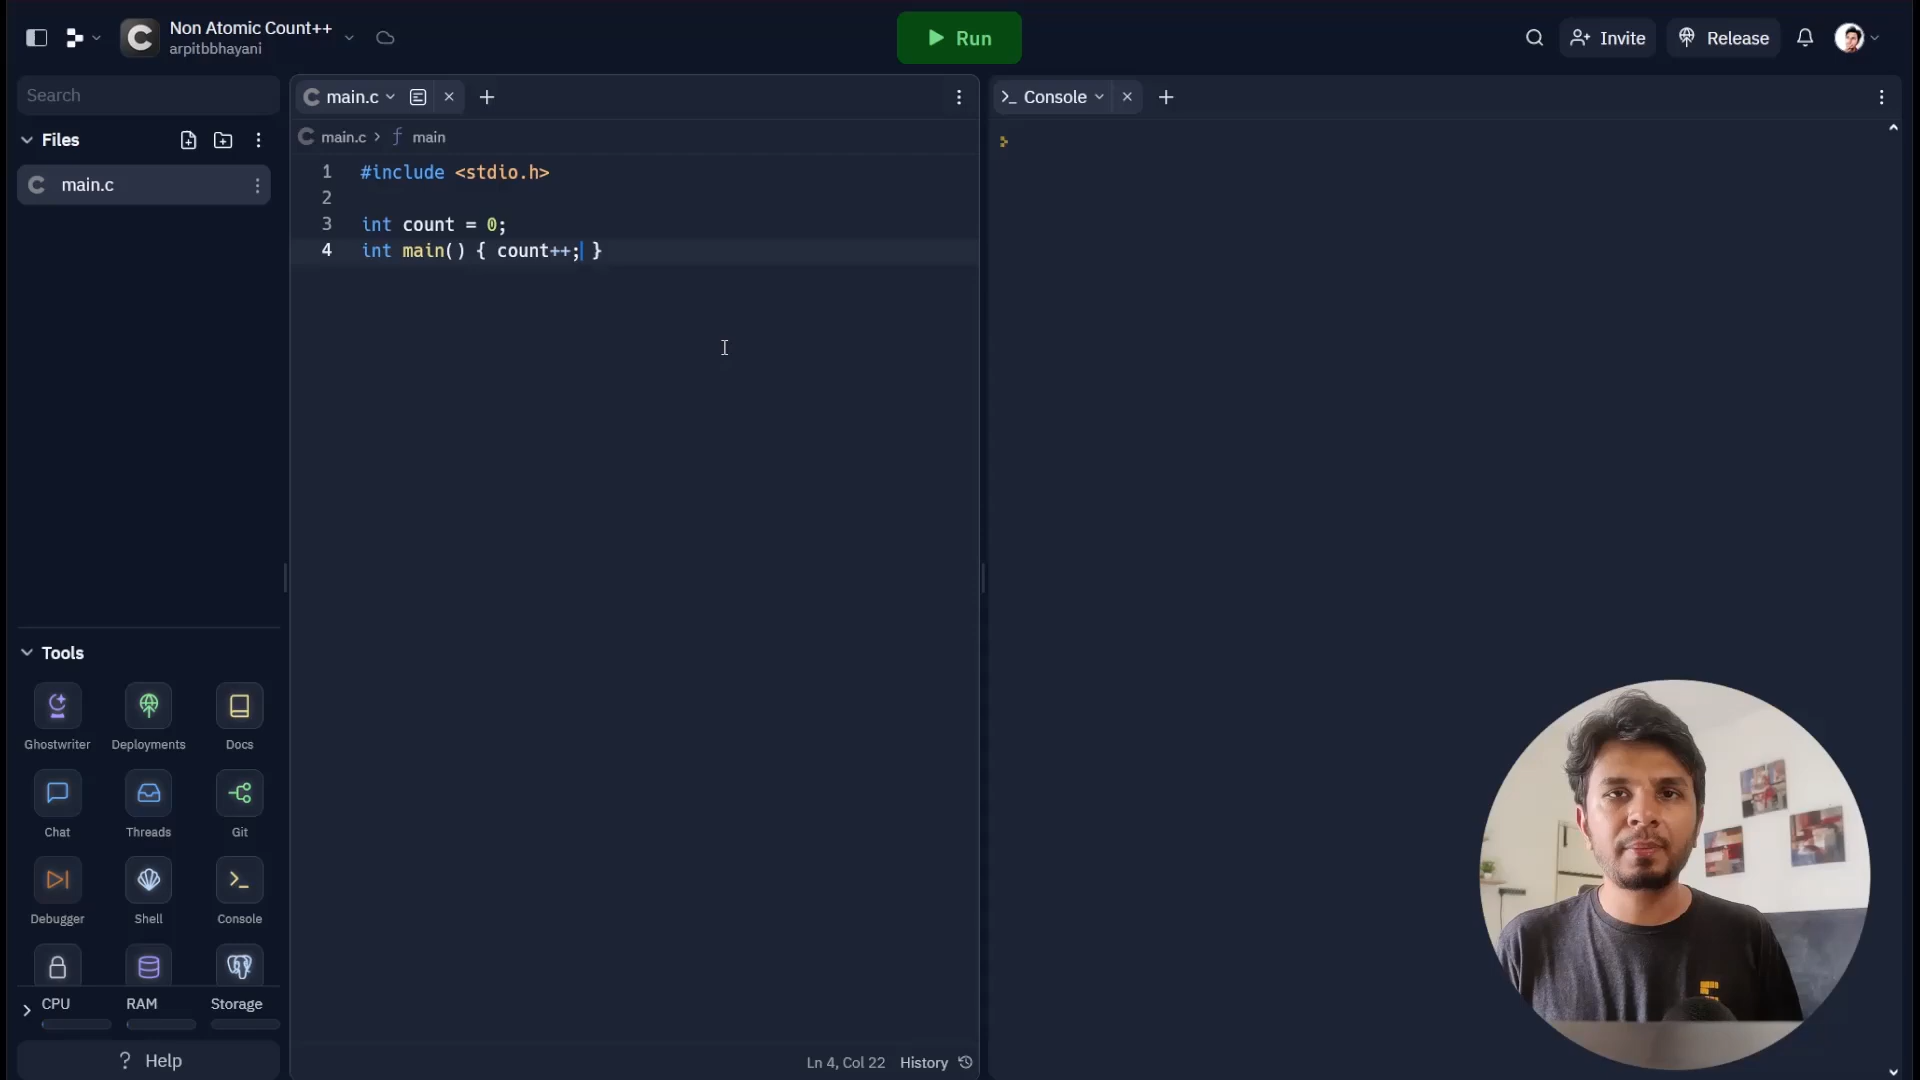 Non Atomic Count++
arpitbbhayani
Run
Invite
Release
Search
Files
main.c
main.c
Console
main.c > main
1 #include <stdio.h>
2
3 int count = 0;
4 int main() { count++; }
Tools
Ghostwriter
Deployments
Docs
Chat
Threads
Git
Debugger
Shell
Console
CPU
RAM
Storage
? Help
Ln 4, Col 22
History